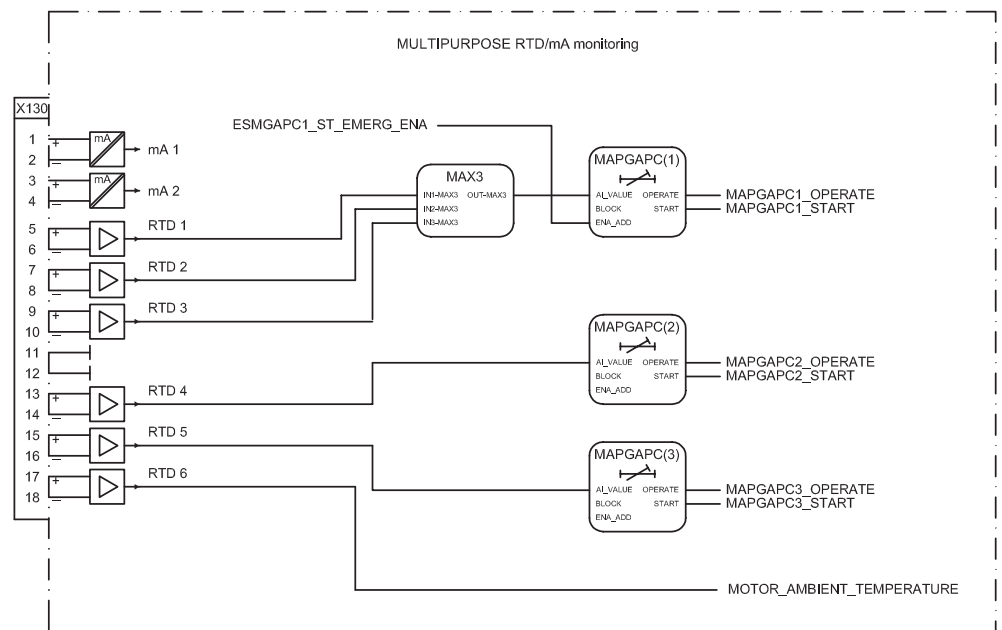 MULTIPURPOSE RTD/mA monitoring
X130
ESMGAPC1_ST_EMERG_ENA
1
+
mA
mA 1
2
–
3
+
mA
mA 2
4
–
5
+
RTD 1
6
–
7
+
RTD 2
8
–
9
+
RTD 3
10
–
11
12
13
+
RTD 4
14
–
15
+
RTD 5
16
–
17
+
RTD 6
18
–
MAX3
IN1-MAX3 OUT-MAX3
IN2-MAX3
IN3-MAX3
MAPGAPC(1)
AI_VALUE OPERATE
BLOCK START
ENA_ADD
MAPGAPC1_OPERATE
MAPGAPC1_START
MAPGAPC(2)
AI_VALUE OPERATE
BLOCK START
ENA_ADD
MAPGAPC2_OPERATE
MAPGAPC2_START
MAPGAPC(3)
AI_VALUE OPERATE
BLOCK START
ENA_ADD
MAPGAPC3_OPERATE
MAPGAPC3_START
MOTOR_AMBIENT_TEMPERATURE